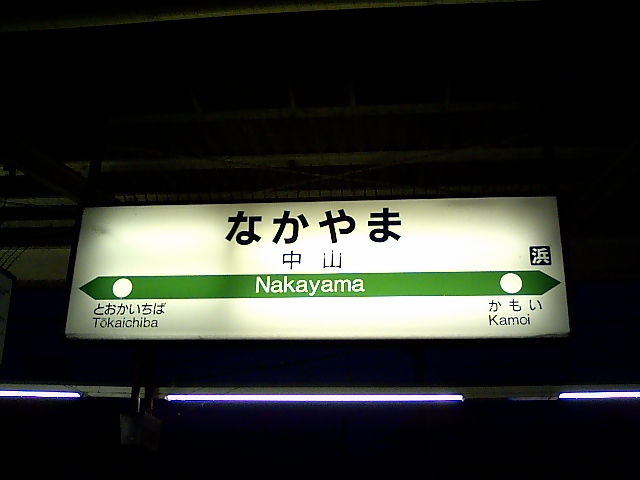 なかやま
中山
浜
Nakayama
とおかいちば
Tōkaichiba
かもい
Kamoi